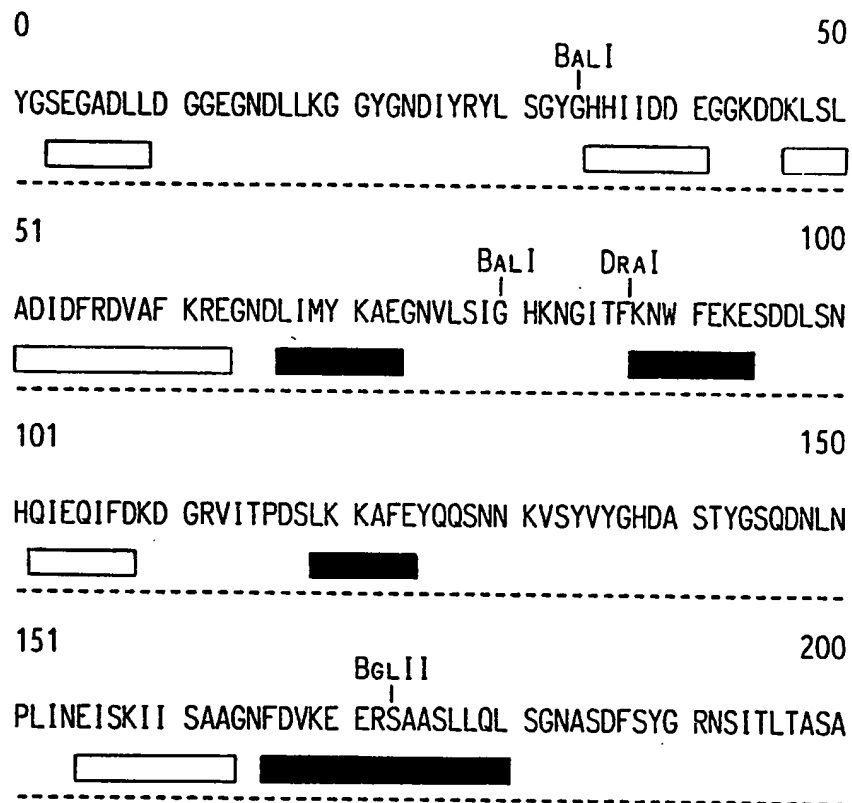 0 50
BALI
YGSEGADLLD GGEGNDLLKG GYGNDIYRYL SGYGHHIIDD EGGKDDKLSL
51 100
BALI DRAI
ADIDFRDVAF KREGNDLIMY KAEGNVLSIG HKNGITFKNW FEKESDDLSN
101 150
HQIEQIFDKD GRVITPDSLK KAFEYQQSNN KVSYVYGHDA STYGSQDNLN
151 200
BGLII
PLINEISKII SAAGNFDVKE ERSAASLLQL SGNASDFSYG RNSITLTASA